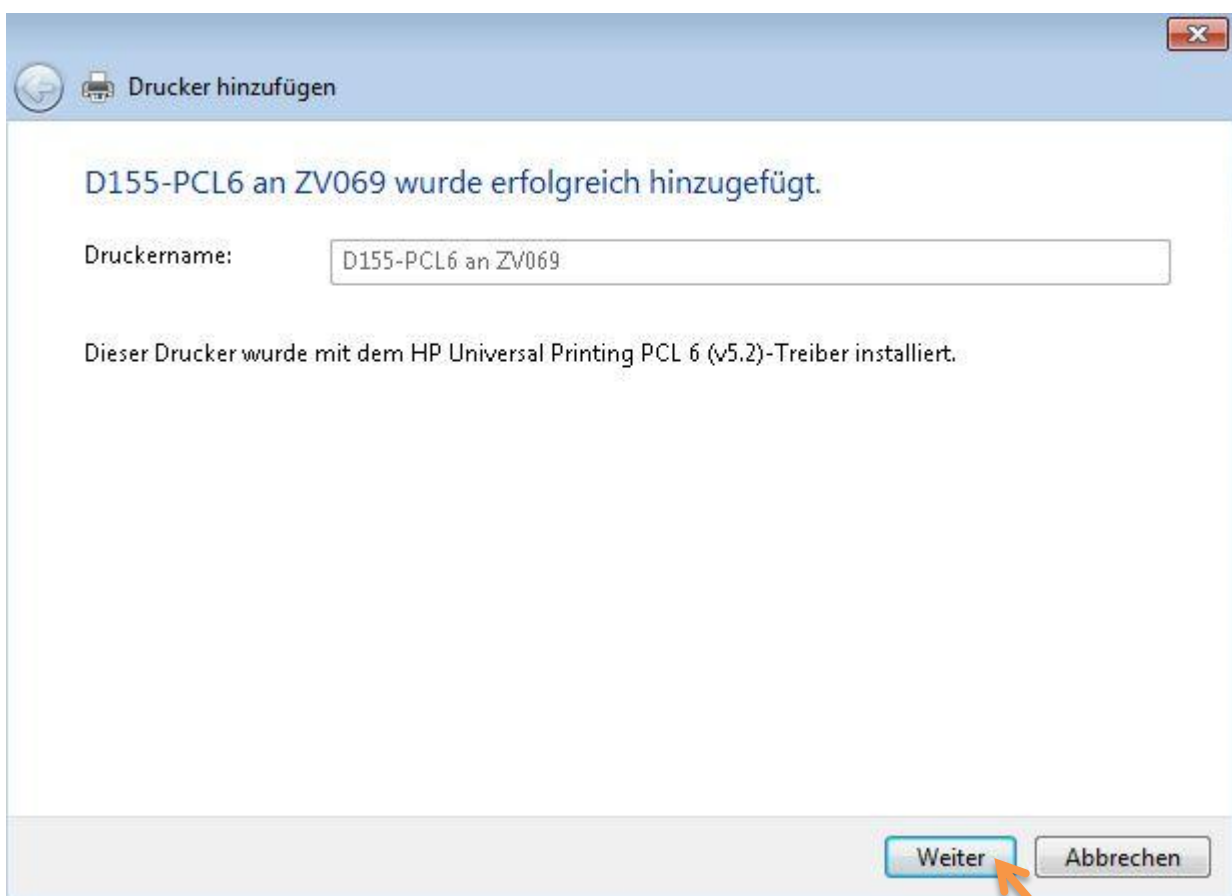 Drucker hinzufügen
D155-PCL6 an ZV069 wurde erfolgreich hinzugefügt.
Druckername: D155-PCL6 an ZV069
Dieser Drucker wurde mit dem HP Universal Printing PCL 6 (v5.2)-Treiber installiert.
Weiter Abbrechen